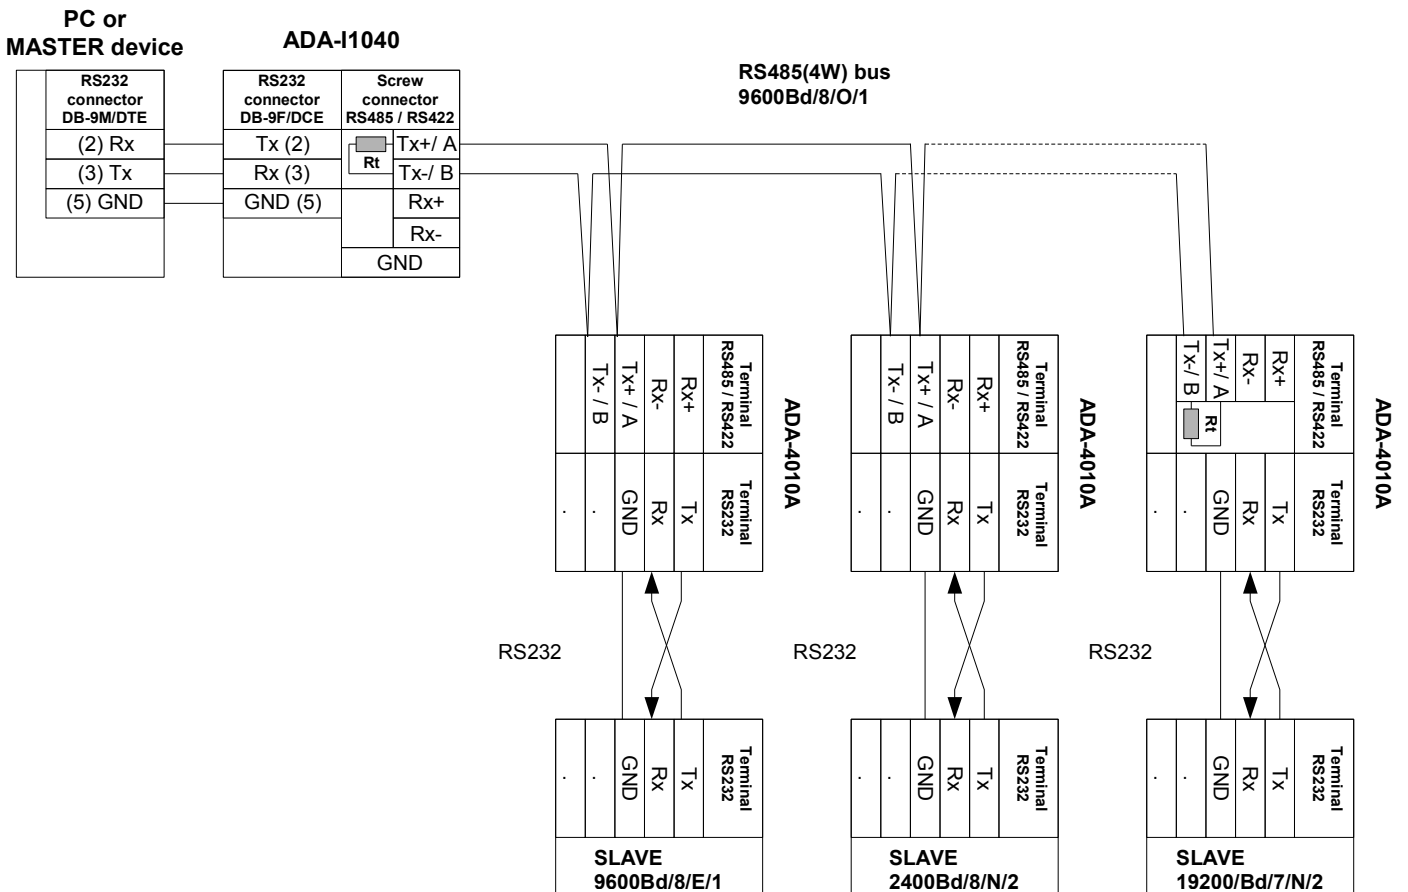 PC or
MASTER device
ADA-I1040
RS232
connector
DB-9M/DTE
(2) Rx
(3) Tx
(5) GND
RS232
connector
DB-9F/DCE
Tx (2)
Rx (3)
GND (5)
Screw
connector
RS485 / RS422
Rt
Tx+/ A
Tx-/ B
Rx+
Rx-
GND
RS485(4W) bus
9600Bd/8/O/1
Terminal
RS485 / RS422
Rx+
Rx-
Tx+ / A
Tx- / B
Terminal
RS232
Tx
Rx
GND
.
.
ADA-4010A
RS232
Terminal
RS232
Tx
Rx
GND
.
.
SLAVE
9600Bd/8/E/1
Terminal
RS485 / RS422
Rx+
Rx-
Tx+ / A
Tx- / B
Terminal
RS232
Tx
Rx
GND
.
.
ADA-4010A
RS232
Terminal
RS232
Tx
Rx
GND
.
.
SLAVE
2400Bd/8/N/2
Terminal
RS485 / RS422
Rx+
Rx-
Tx+/ A
Tx-/ B
Rt
Terminal
RS232
Tx
Rx
GND
.
.
ADA-4010A
RS232
Terminal
RS232
Tx
Rx
GND
.
.
SLAVE
19200/Bd/7/N/2